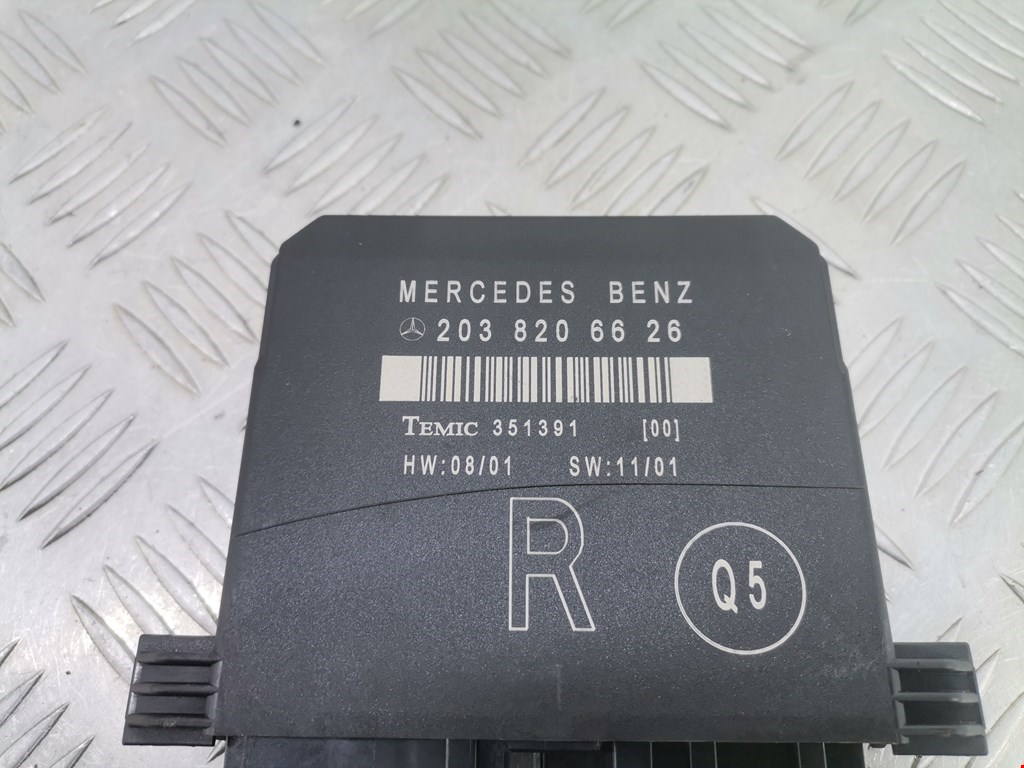 MERCEDES BENZ
203 820 66 26
TEMIC 351391 [00]
HW:08/01 SW:11/01
R
Q5